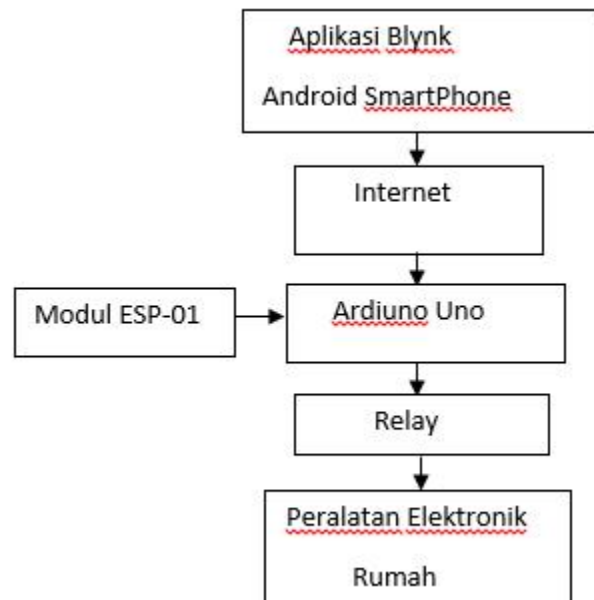 Aplikasi Blynk
Android SmartPhone
Internet
Modul ESP-01
Ardiuno Uno
Relay
Peralatan Elektronik
Rumah